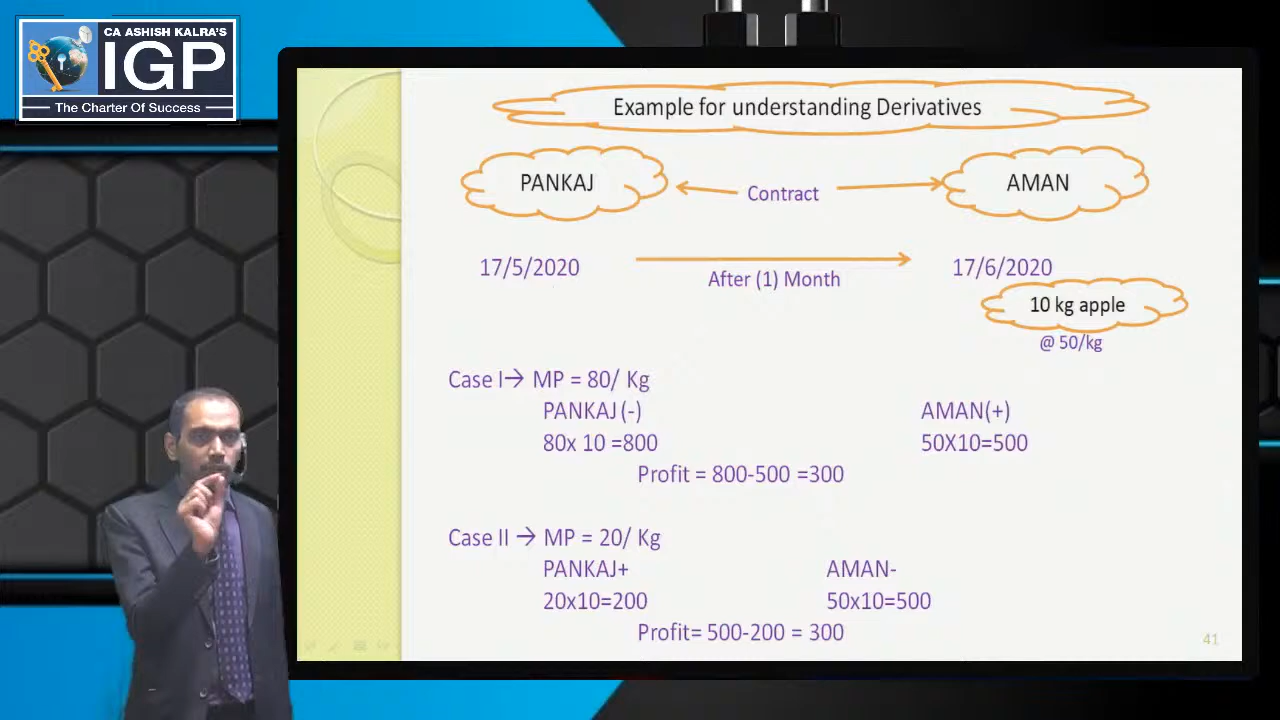 CA ASHISH KALRA'S
IGP
The Charter Of Success
Example for understanding Derivatives
PANKAJ
Contract
AMAN
17/5/2020
After (1) Month
17/6/2020
10 kg apple
@ 50/kg
Case I→ MP = 80/ Kg
PANKAJ (-) AMAN(+)
80x 10 =800 50X10=500
Profit = 800-500 =300
Case II → MP = 20/ Kg
PANKAJ+ AMAN-
20x10=200 50x10=500
Profit= 500-200 = 300
41